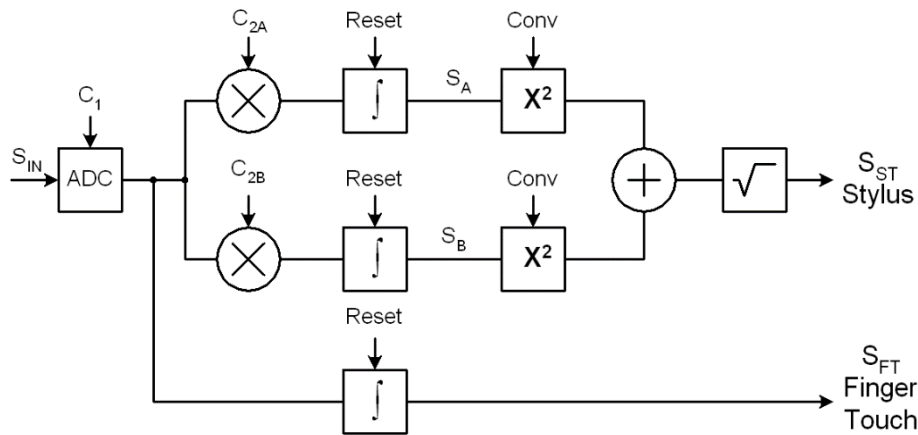 C2A
Reset
Conv
C1
∫
SA
X²
SIN
ADC
C2B
Reset
Conv
+
√
SST
Stylus
∫
SB
X²
Reset
SFT
Finger
Touch
∫